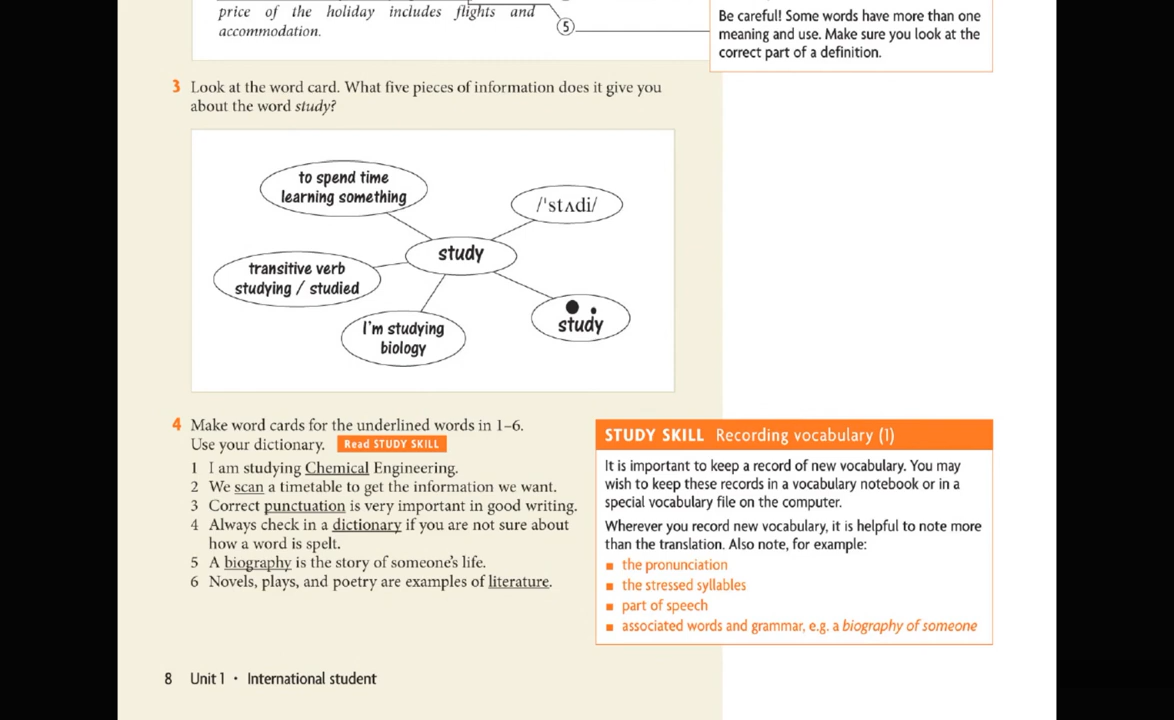 price of the holiday includes flights and
accommodation.
5
Be careful! Some words have more than one
meaning and use. Make sure you look at the
correct part of a definition.
3 Look at the word card. What five pieces of information does it give you
about the word study?
to spend time
learning something
/ˈstʌdi/
study
transitive verb
studying / studied
I'm studying
biology
study
4 Make word cards for the underlined words in 1–6.
Use your dictionary. Read STUDY SKILL
1 I am studying Chemical Engineering.
2 We scan a timetable to get the information we want.
3 Correct punctuation is very important in good writing.
4 Always check in a dictionary if you are not sure about
how a word is spelt.
5 A biography is the story of someone's life.
6 Novels, plays, and poetry are examples of literature.
STUDY SKILL Recording vocabulary (1)
It is important to keep a record of new vocabulary. You may
wish to keep these records in a vocabulary notebook or in a
special vocabulary file on the computer.
Wherever you record new vocabulary, it is helpful to note more
than the translation. Also note, for example:
■ the pronunciation
■ the stressed syllables
■ part of speech
■ associated words and grammar, e.g. a biography of someone
8 Unit 1 • International student